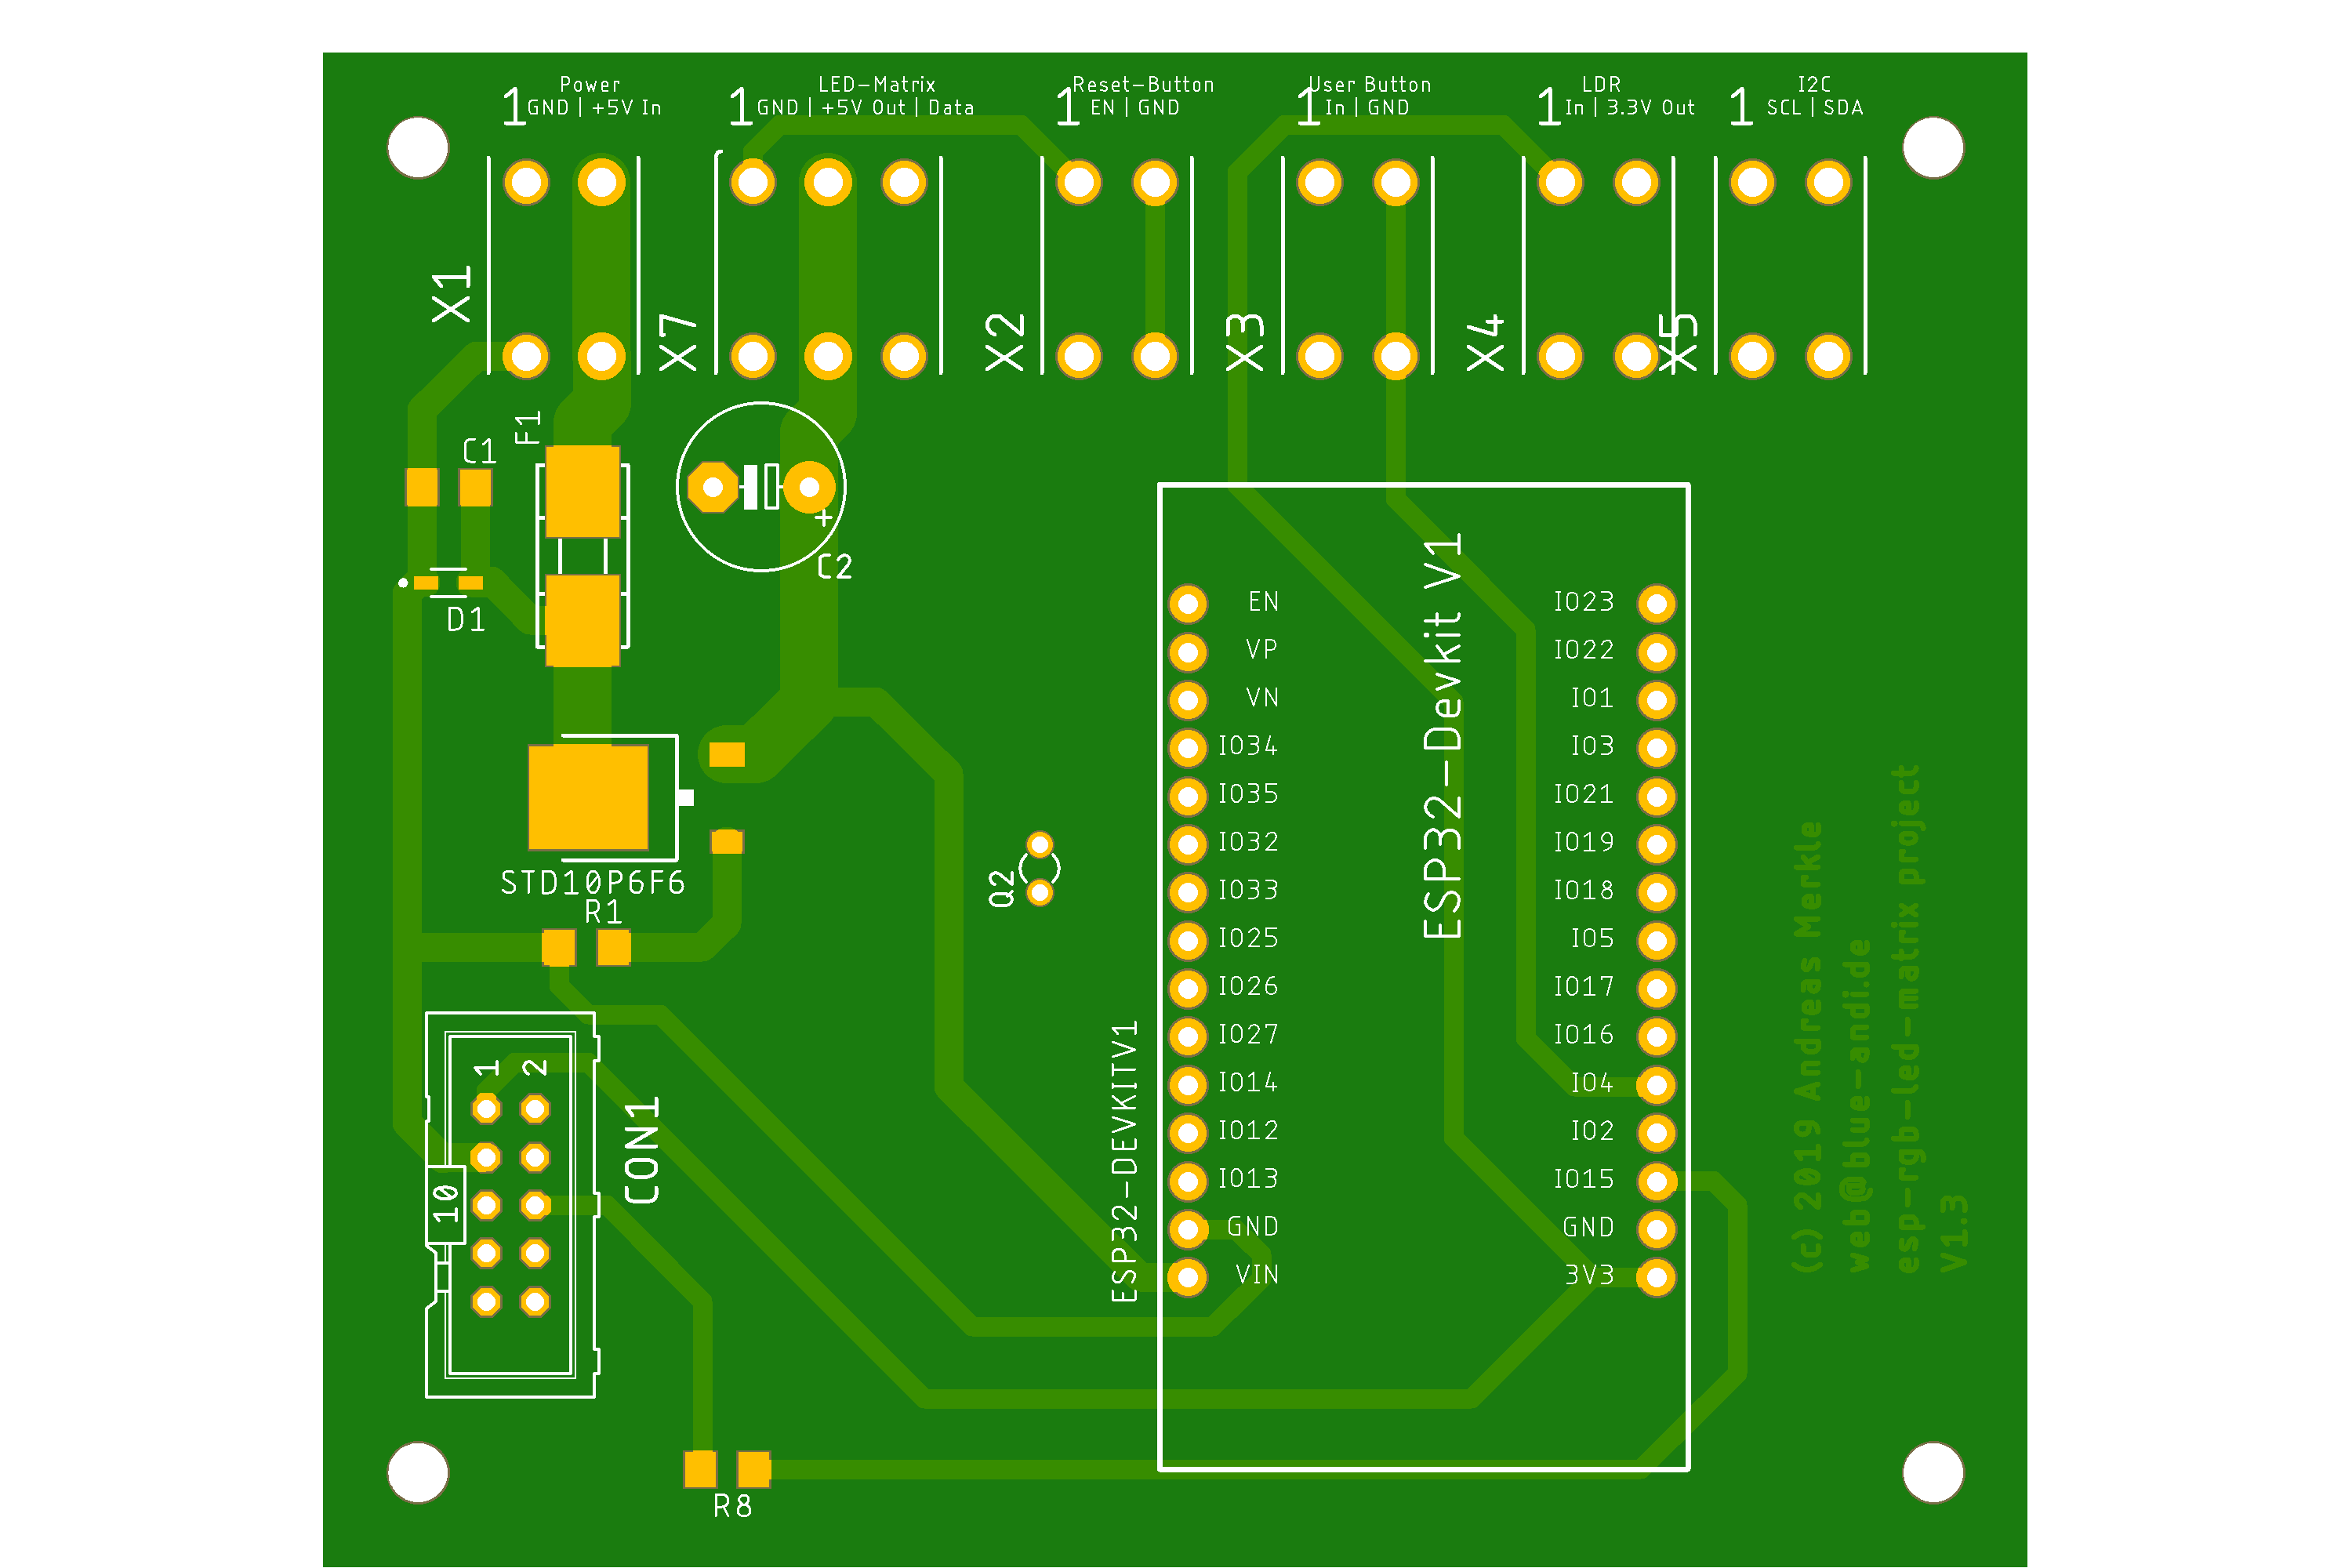 Power
1 GND | +5V In
LED-Matrix
1 GND | +5V Out | Data
Reset-Button
1 EN | GND
User Button
1 In | GND
LDR
1 In | 3.3V Out
I2C
1 SCL | SDA
X1
X7
X2
X3
X4
X5
F1
C1
+
C2
D1
STD10P6F6
R1
Q2
1 2
10
CON1
R8
ESP32-DEVKITV1
ESP32-Devkit V1
EN
VP
VN
IO34
IO35
IO32
IO33
IO25
IO26
IO27
IO14
IO12
IO13
GND
VIN
IO23
IO22
IO1
IO3
IO21
IO19
IO18
IO5
IO17
IO16
IO4
IO2
IO15
GND
3V3
(c) 2019 Andreas Merkle
web@blue-andi.de
esp-rgb-led-matrix project
V1.3